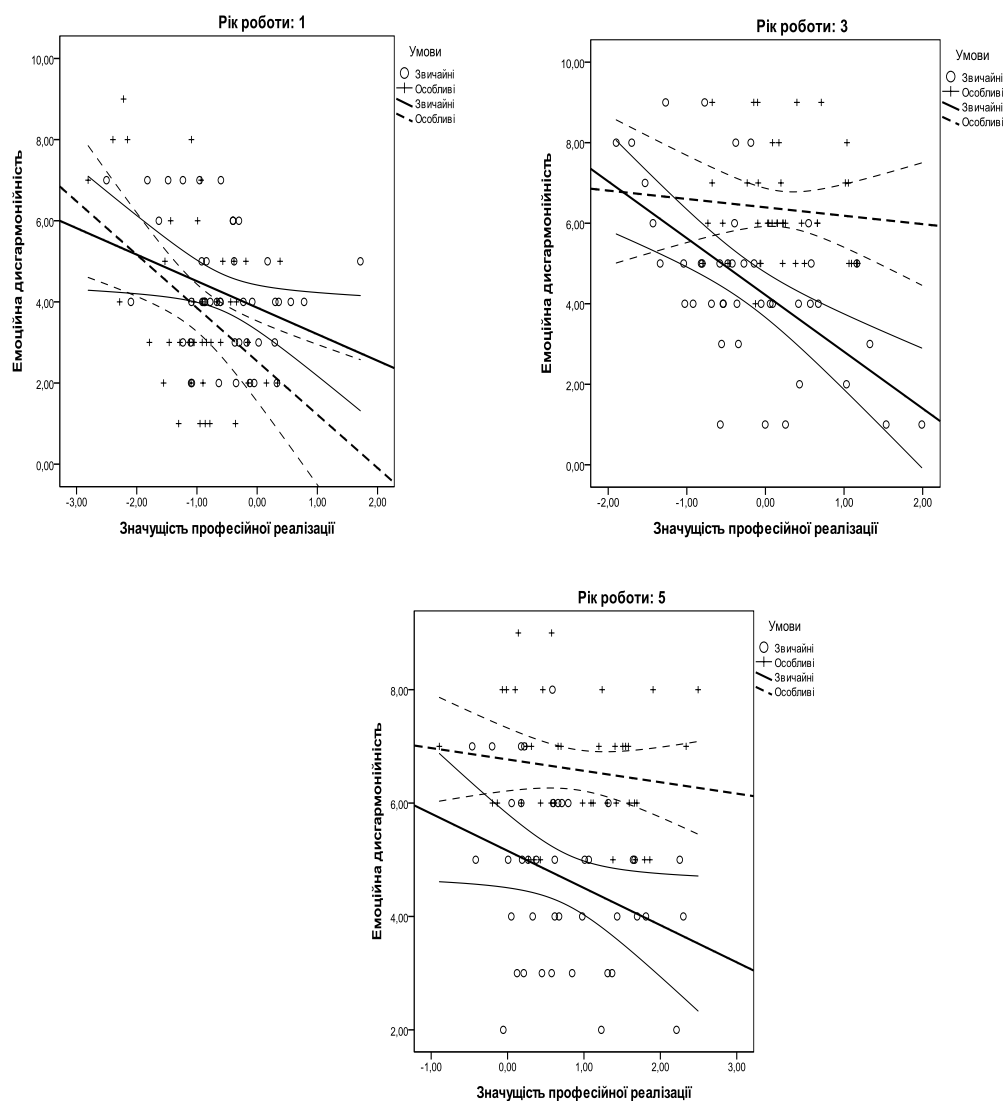 Рік роботи: 1
Умови
Звичайні
Особливі
Звичайні
Особливі
10,00
8,00
6,00
4,00
2,00
0,00
Емоційна дисгармонійність
-3,00 -2,00 -1,00 0,00 1,00 2,00
Значущість професійної реалізації
Рік роботи: 3
Умови
Звичайні
Особливі
Звичайні
Особливі
10,00
8,00
6,00
4,00
2,00
0,00
Емоційна дисгармонійність
-2,00 -1,00 0,00 1,00 2,00
Значущість професійної реалізації
Рік роботи: 5
Умови
Звичайні
Особливі
Звичайні
Особливі
8,00
6,00
4,00
2,00
Емоційна дисгармонійність
-1,00 0,00 1,00 2,00 3,00
Значущість професійної реалізації